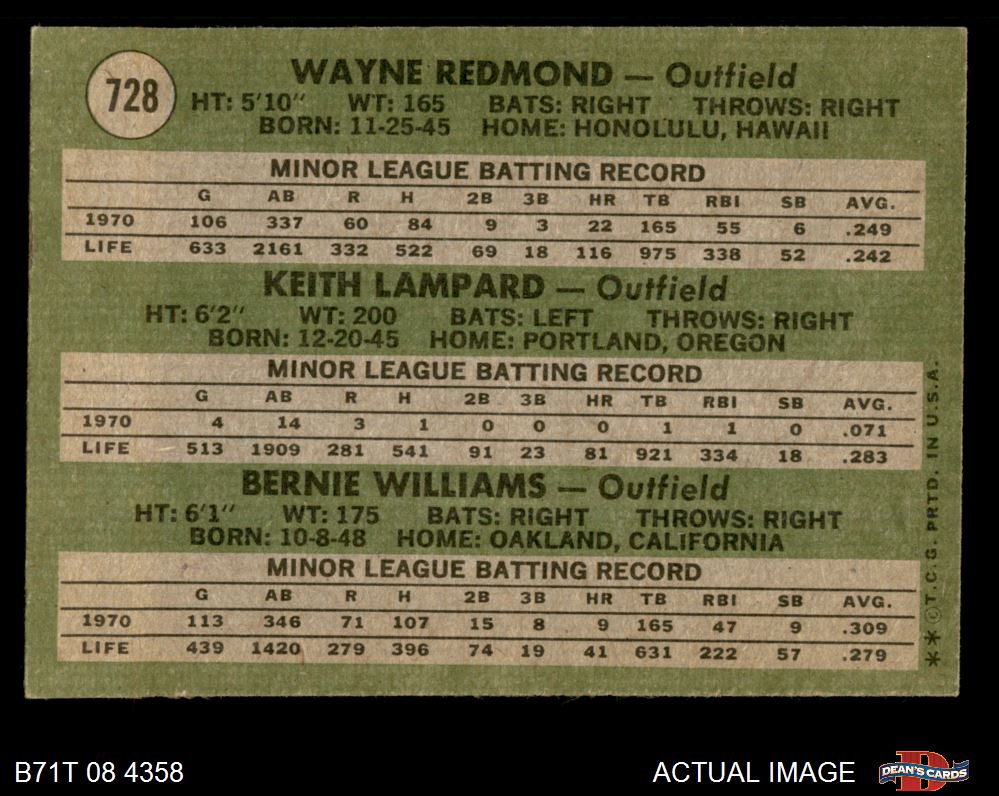 728
WAYNE REDMOND — Outfield
HT: 5'10" WT: 165 BATS: RIGHT THROWS: RIGHT
BORN: 11-25-45 HOME: HONOLULU, HAWAII
MINOR LEAGUE BATTING RECORD
G AB R H 2B 3B HR TB RBI SB AVG.
1970 106 337 60 84 9 3 22 165 55 6 .249
LIFE 633 2161 332 522 69 18 116 975 338 52 .242
KEITH LAMPARD — Outfield
HT: 6'2" WT: 200 BATS: LEFT THROWS: RIGHT
BORN: 12-20-45 HOME: PORTLAND, OREGON
MINOR LEAGUE BATTING RECORD
G AB R H 2B 3B HR TB RBI SB AVG.
1970 4 14 3 1 0 0 0 1 1 0 .071
LIFE 513 1909 281 541 91 23 81 921 334 18 .283
BERNIE WILLIAMS — Outfield
HT: 6'1" WT: 175 BATS: RIGHT THROWS: RIGHT
BORN: 10-8-48 HOME: OAKLAND, CALIFORNIA
MINOR LEAGUE BATTING RECORD
G AB R H 2B 3B HR TB RBI SB AVG.
1970 113 346 71 107 15 8 9 165 47 9 .309
LIFE 439 1420 279 396 74 19 41 631 222 57 .279
**©T.C.G. PRTD. IN U.S.A.
B71T 08 4358
ACTUAL IMAGE
D
DEAN'S CARDS